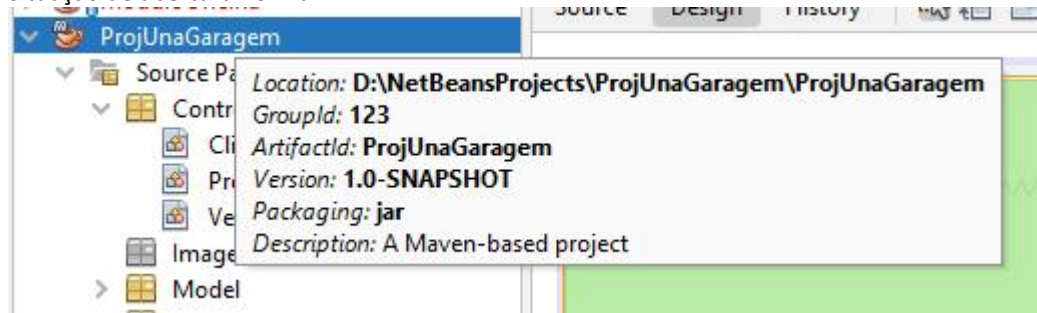 Source Design History
ProjUnaGaragem
Source Pa
Location: D:\NetBeansProjects\ProjUnaGaragem\ProjUnaGaragem
Contr
GroupId: 123
Cli
ArtifactId: ProjUnaGaragem
Pr
Version: 1.0-SNAPSHOT
Ve
Packaging: jar
Image
Description: A Maven-based project
Model